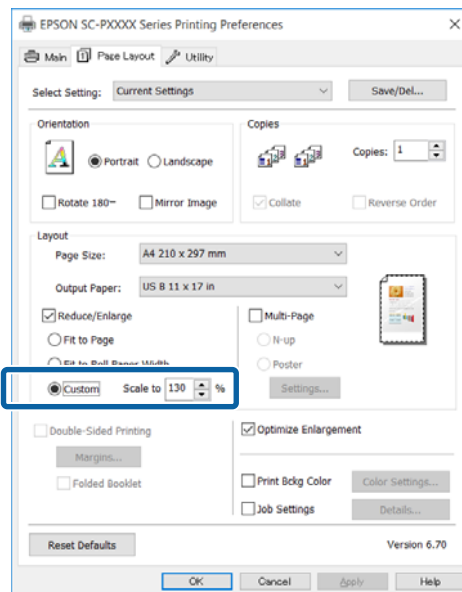 EPSON SC-PXXXX Series Printing Preferences
Main Page Layout Utility
Select Setting: Current Settings Save/Del...
Orientation Copies
A Portrait Landscape Copies: 1
Rotate 180° Mirror Image Collate Reverse Order
Layout
Page Size: A4 210 x 297 mm
Output Paper: US B 11 x 17 in
Reduce/Enlarge Multi-Page
Fit to Page N-up
Fit to Roll Paper Width Poster
Custom Scale to 130 % Settings...
Double-Sided Printing Optimize Enlargement
Margins...
Folded Booklet Print Bckg Color Color Settings...
Job Settings Details...
Reset Defaults Version 6.70
OK Cancel Apply Help